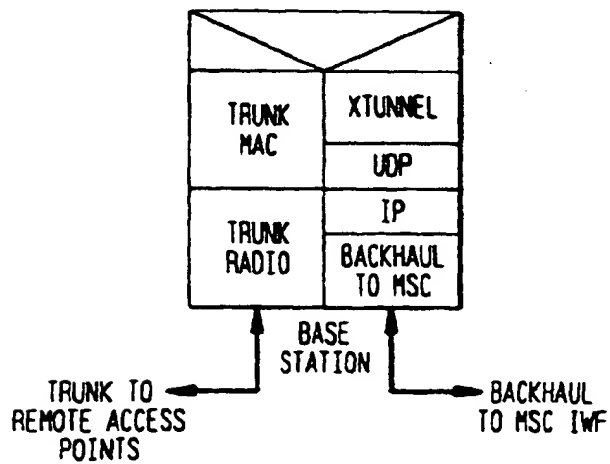 TRUNK
MAC
XTUNNEL
UDP
IP
TRUNK
RADIO
BACKHAUL
TO MSC
BASE
STATION
TRUNK TO
REMOTE ACCESS
POINTS
BACKHAUL
TO MSC IWF